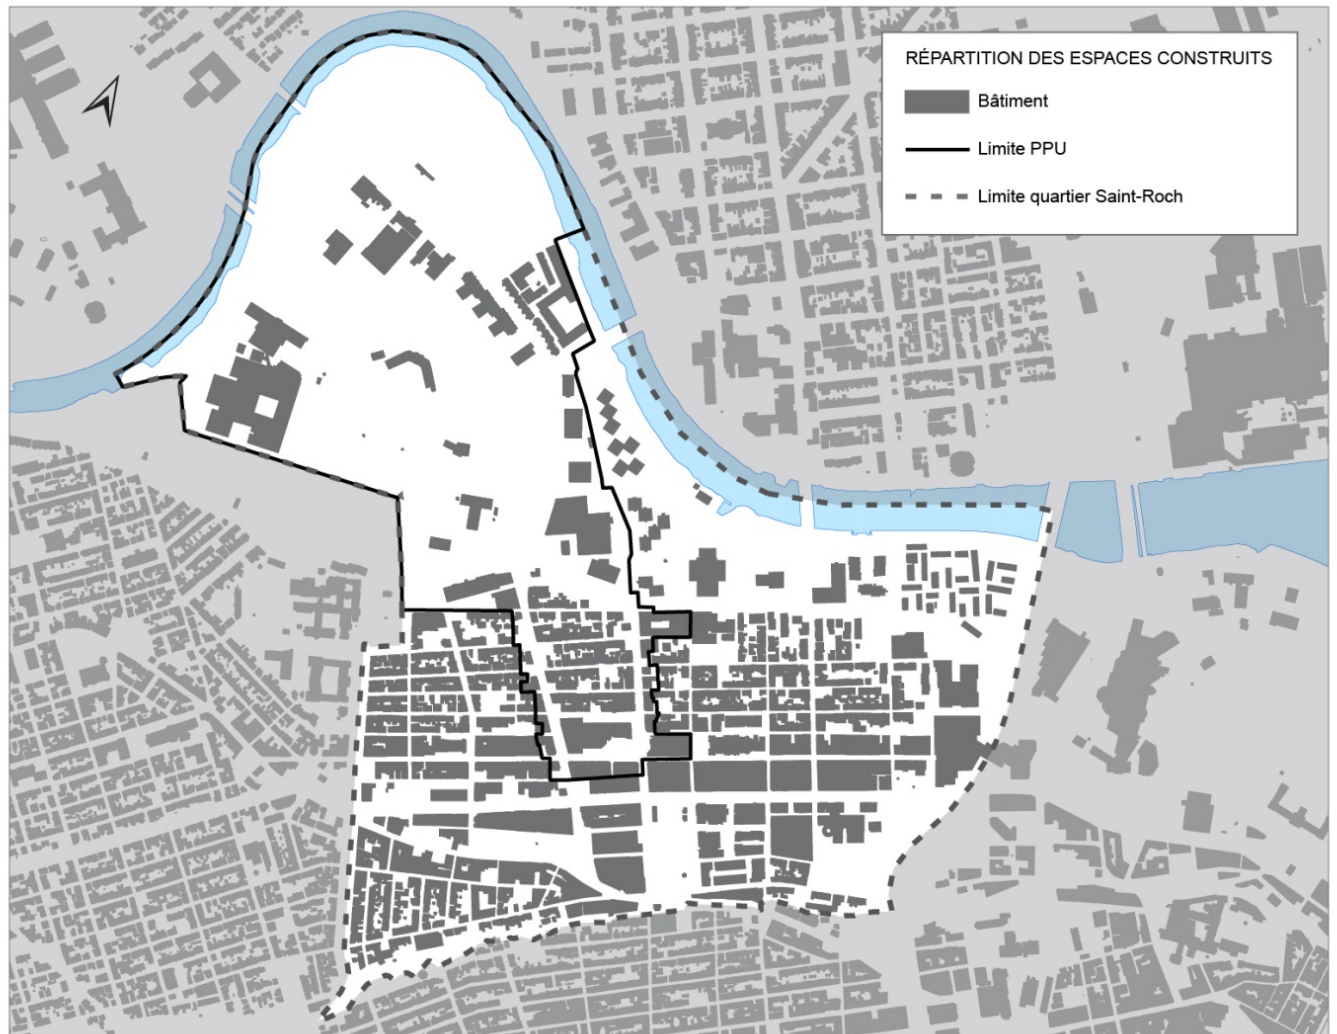 RÉPARTITION DES ESPACES CONSTRUITS
Bâtiment
Limite PPU
Limite quartier Saint-Roch